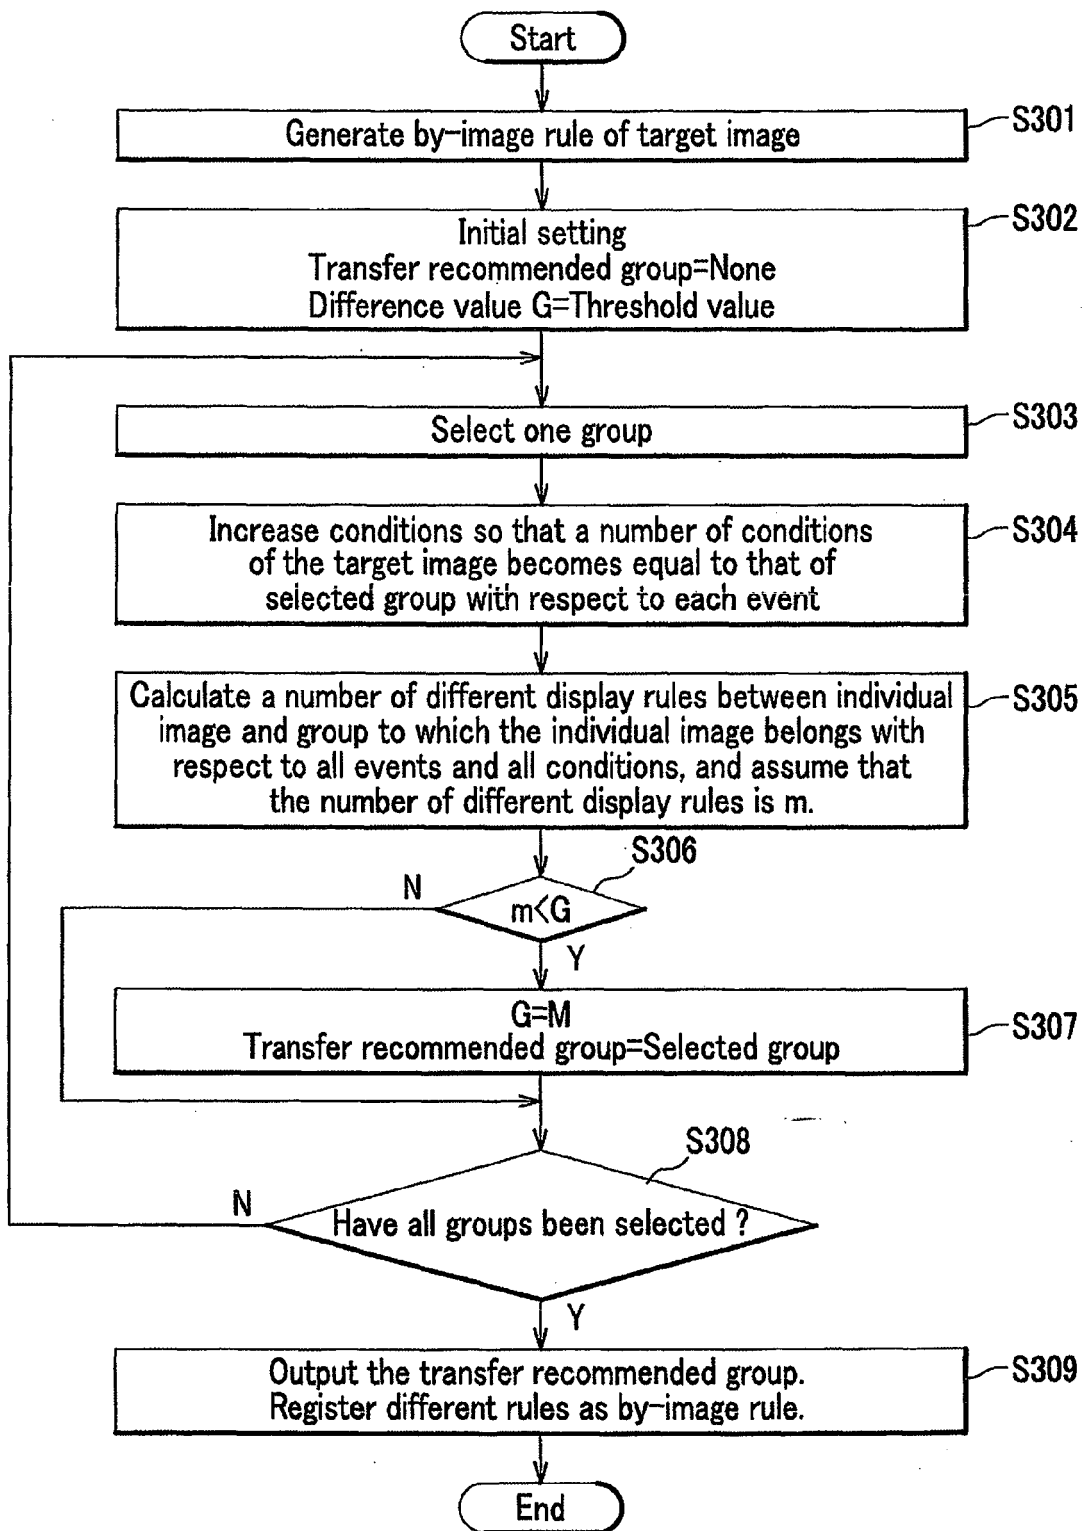 Start
Generate by-image rule of target image
S301
Initial setting
Transfer recommended group=None
Difference value G=Threshold value
S302
Select one group
S303
Increase conditions so that a number of conditions
of the target image becomes equal to that of
selected group with respect to each event
S304
Calculate a number of different display rules between individual
image and group to which the individual image belongs with
respect to all events and all conditions, and assume that
the number of different display rules is m.
S305
S306
N
m<G
Y
G=M
Transfer recommended group=Selected group
S307
S308
N
Have all groups been selected ?
Y
Output the transfer recommended group.
Register different rules as by-image rule.
S309
End